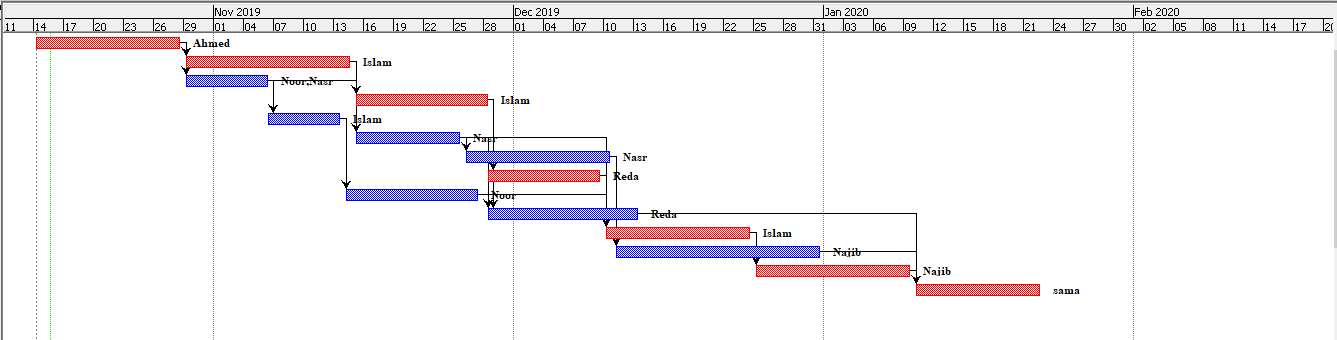 Nov 2019 Dec 2019 Jan 2020 Feb 2020
11 14 17 20 23 26 29 01 04 07 10 13 16 19 22 25 28 01 04 07 10 13 16 19 22 25 28 31 03 06 09 12 15 18 21 24 27 30 02 05 08 11 14 17 20
Ahmed
Islam
Noor;Nasr
Islam
Islam
Nasr
Nasr
Reda
Noor
Reda
Islam
Najib
Najib
sama